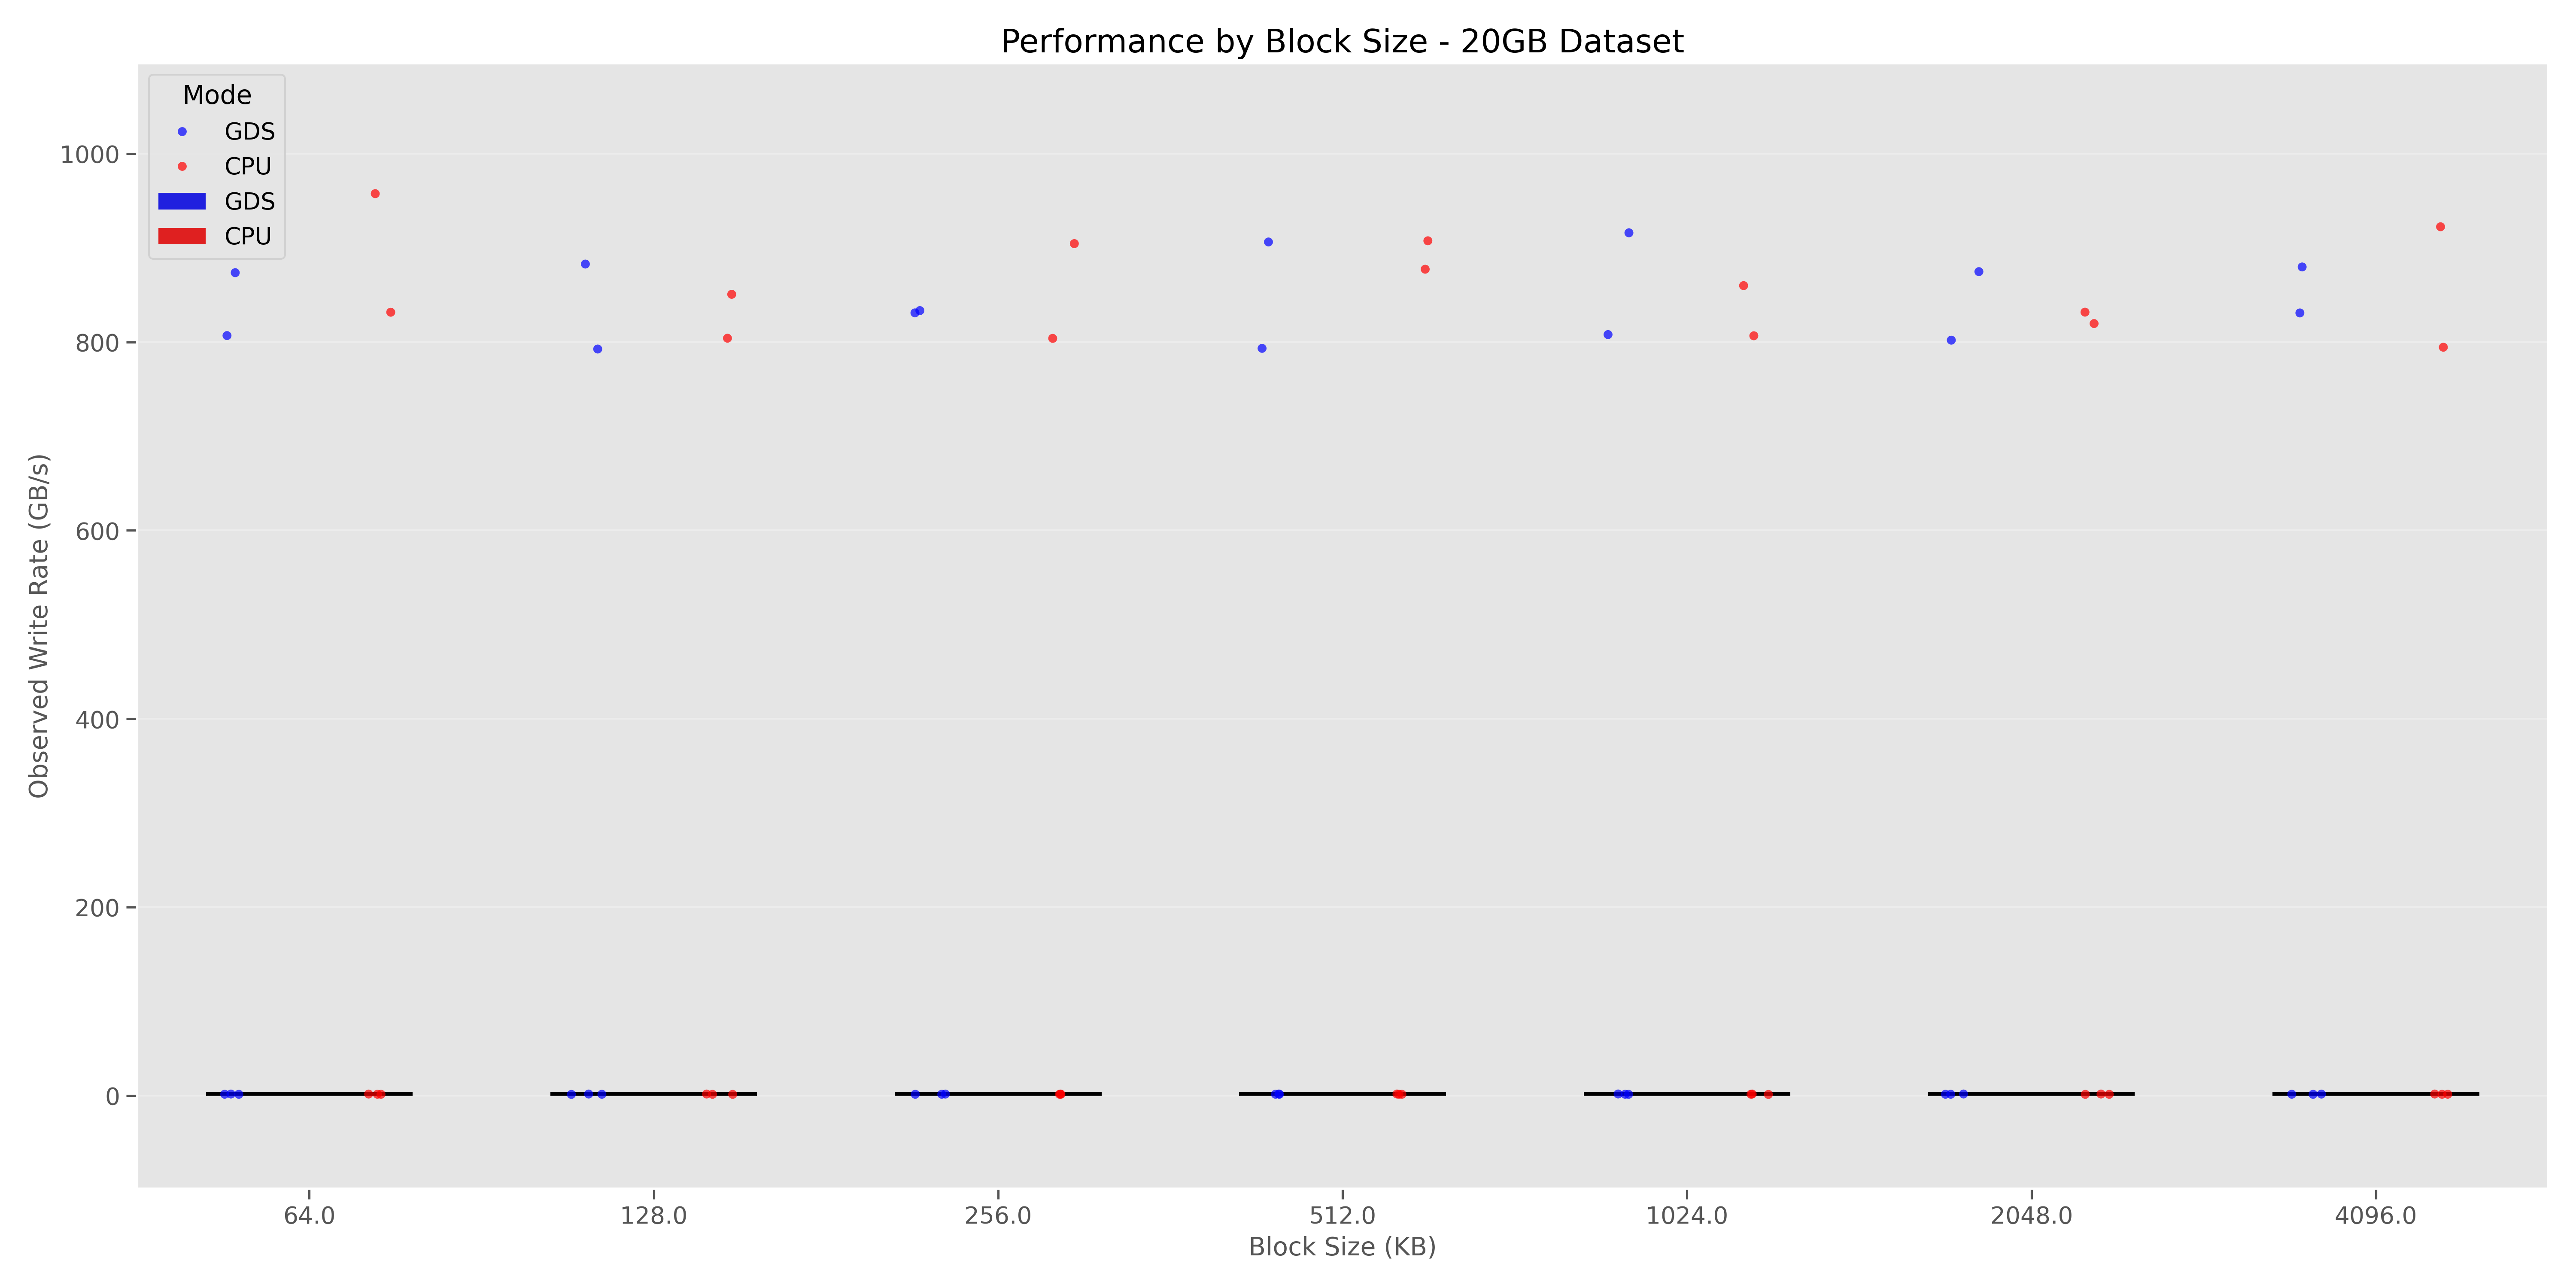 Performance by Block Size - 20GB Dataset
Mode
GDS
CPU
GDS
CPU
1000
800
600
400
200
0
Observed Write Rate (GB/s)
64.0
128.0
256.0
512.0
1024.0
2048.0
4096.0
Block Size (KB)